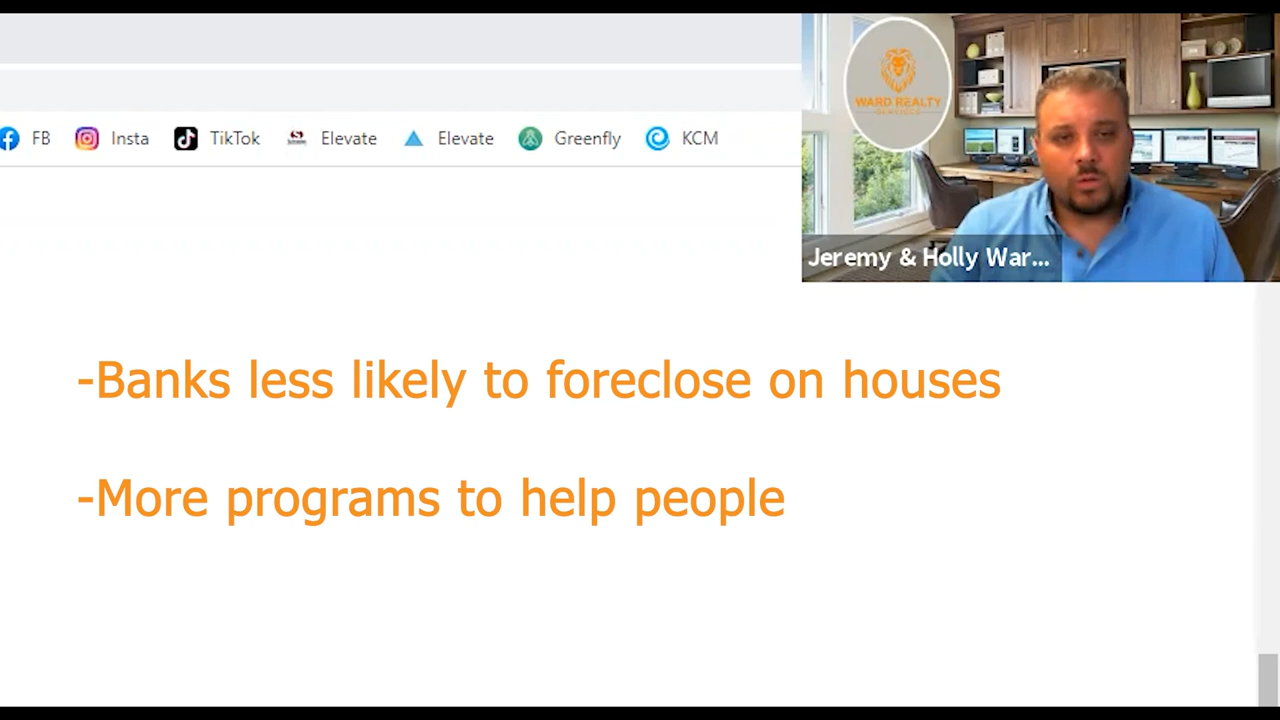 FB Insta TikTok Elevate Elevate Greenfly KCM
WARD REALTY
SERVICES
Jeremy & Holly War...
-Banks less likely to foreclose on houses
-More programs to help people